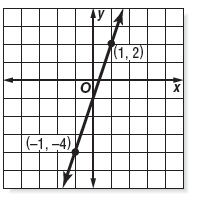 y
(1, 2)
O
x
(−1, −4)